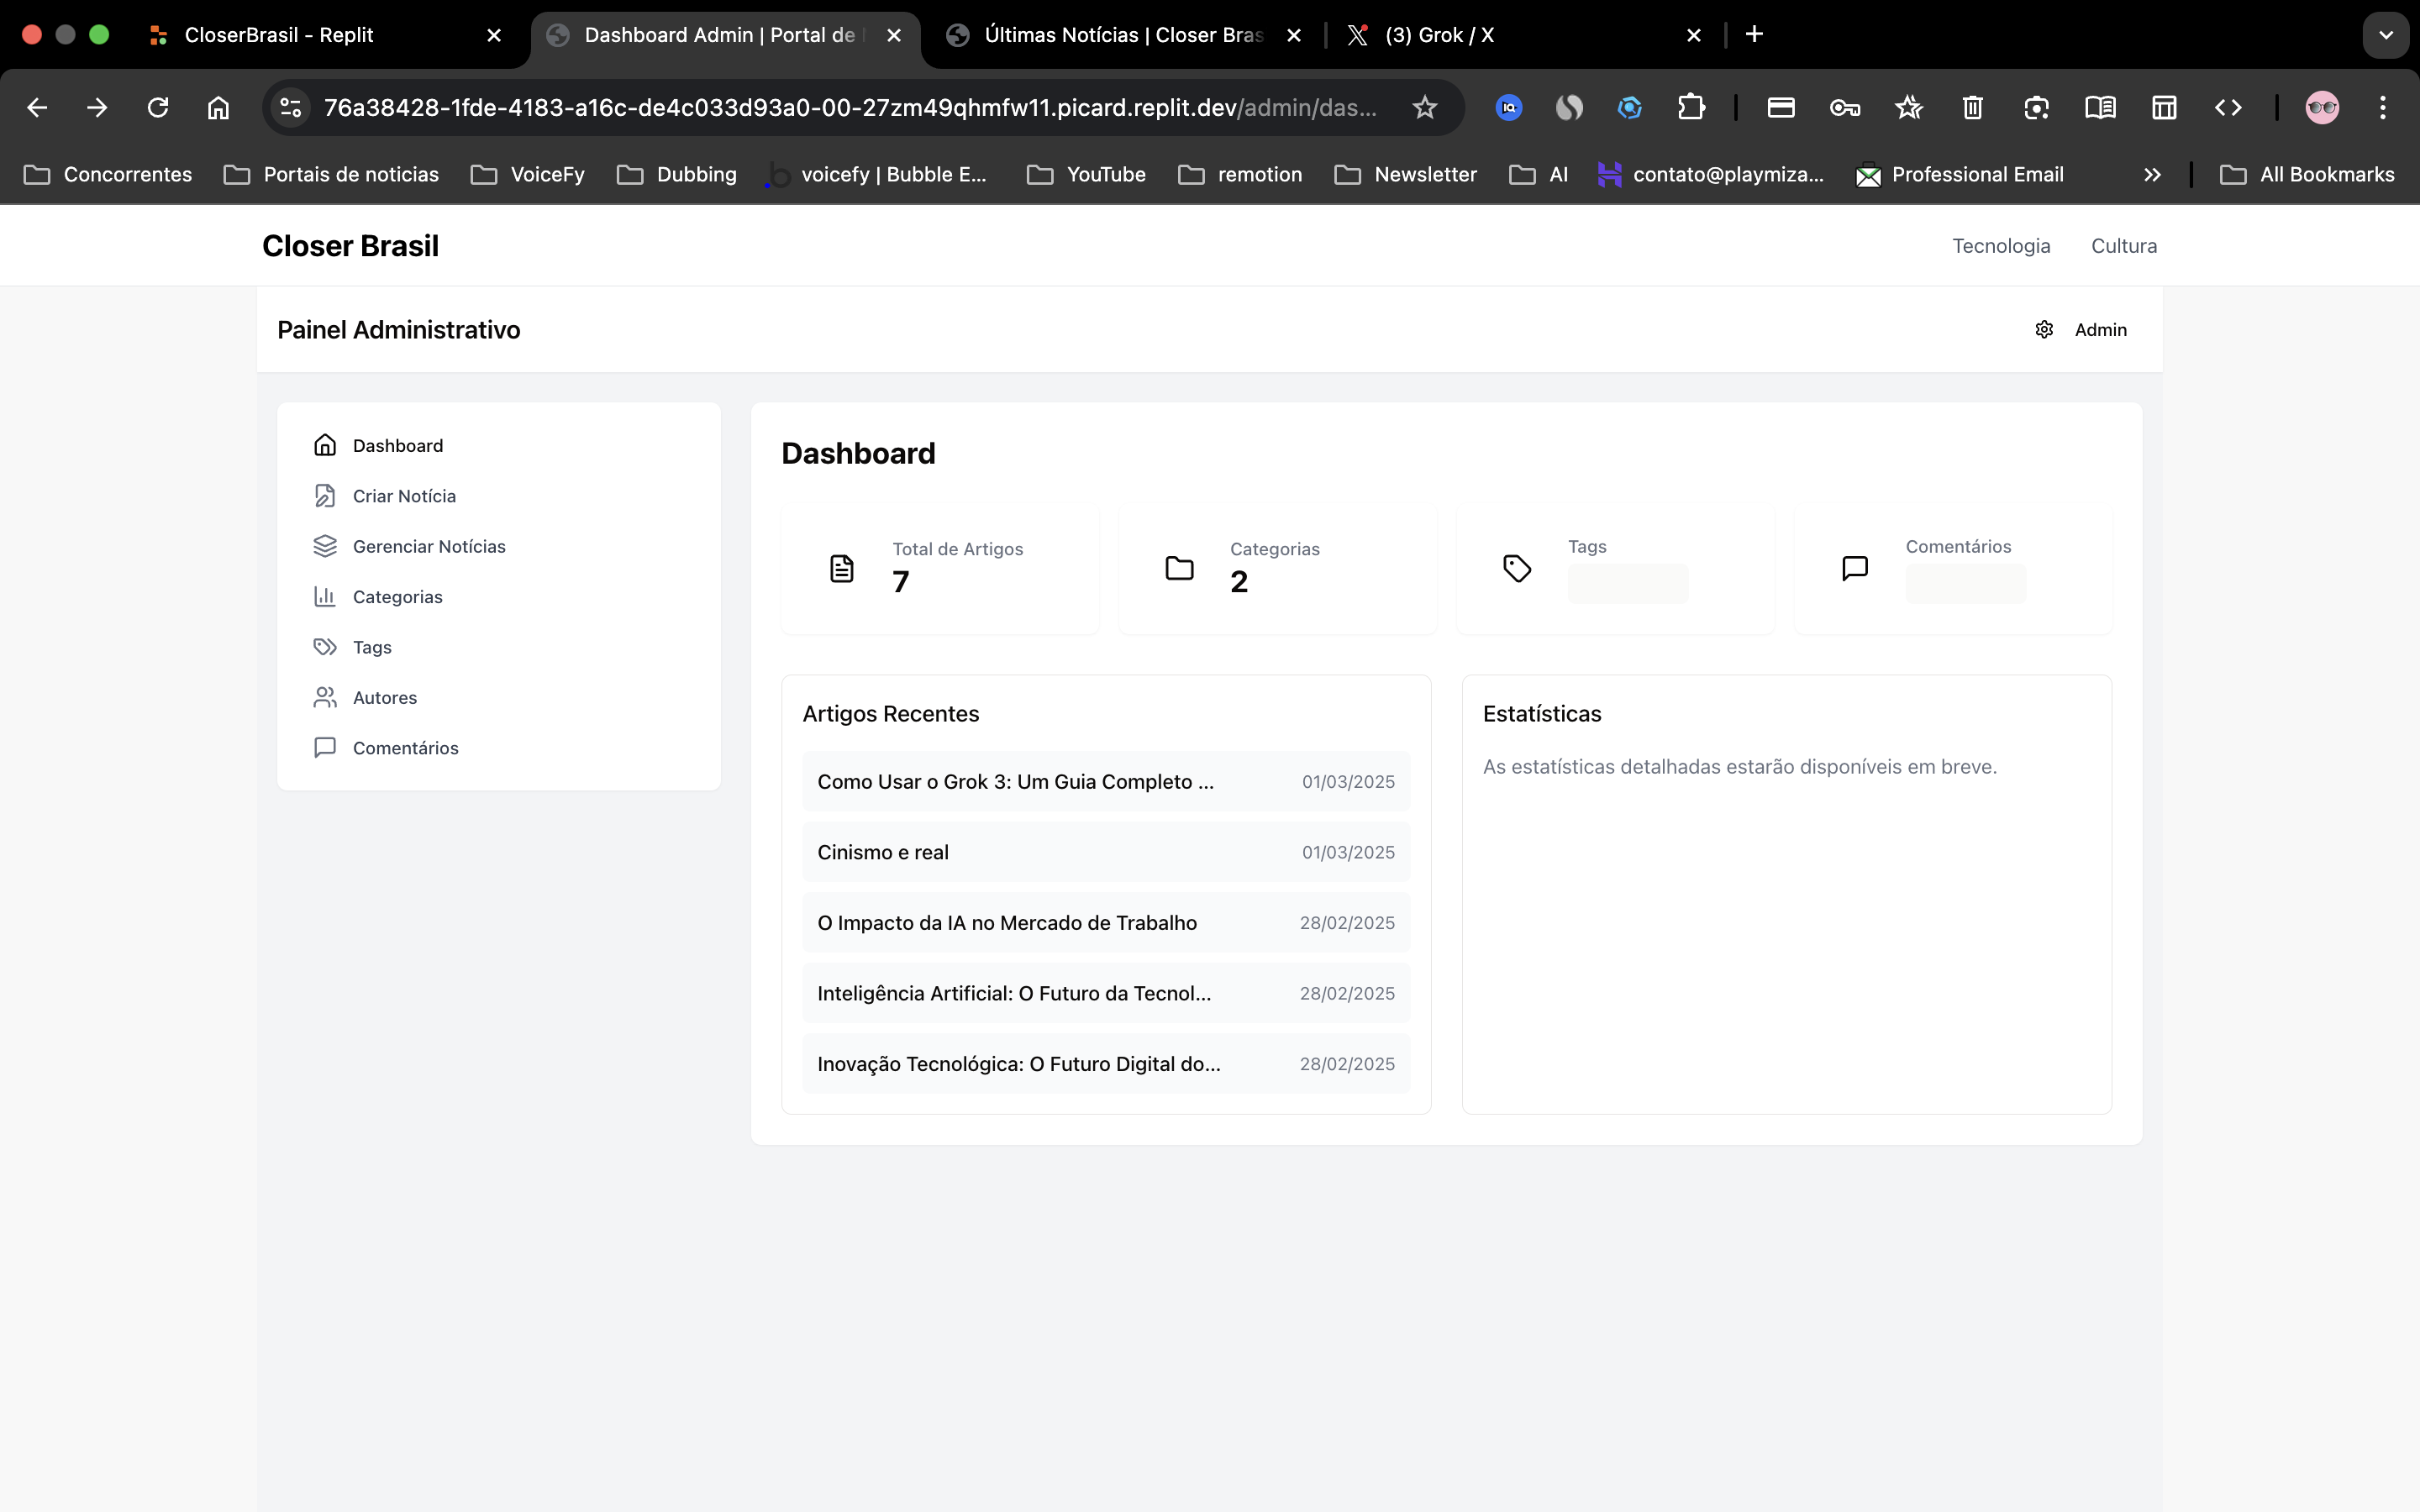 CloserBrasil - Replit
Dashboard Admin | Portal de
Últimas Notícias | Closer Bras
(3) Grok / X
76a38428-1fde-4183-a16c-de4c033d93a0-00-27zm49qhmfw11.picard.replit.dev/admin/das...
Concorrentes
Portais de noticias
VoiceFy
Dubbing
voicefy | Bubble E...
YouTube
remotion
Newsletter
AI
contato@playmiza...
Professional Email
All Bookmarks
Closer Brasil
Tecnologia
Cultura
Painel Administrativo
Admin
Dashboard
Criar Notícia
Gerenciar Notícias
Categorias
Tags
Autores
Comentários
Dashboard
Total de Artigos
7
Categorias
2
Tags
Comentários
Artigos Recentes
Como Usar o Grok 3: Um Guia Completo ... 01/03/2025
Cinismo e real 01/03/2025
O Impacto da IA no Mercado de Trabalho 28/02/2025
Inteligência Artificial: O Futuro da Tecnol... 28/02/2025
Inovação Tecnológica: O Futuro Digital do... 28/02/2025
Estatísticas
As estatísticas detalhadas estarão disponíveis em breve.